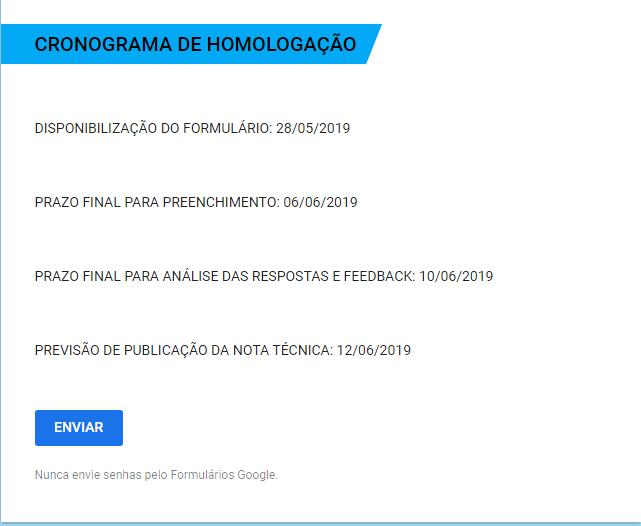 CRONOGRAMA DE HOMOLOGAÇÃO
DISPONIBILIZAÇÃO DO FORMULÁRIO: 28/05/2019
PRAZO FINAL PARA PREENCHIMENTO: 06/06/2019
PRAZO FINAL PARA ANÁLISE DAS RESPOSTAS E FEEDBACK: 10/06/2019
PREVISÃO DE PUBLICAÇÃO DA NOTA TÉCNICA: 12/06/2019
ENVIAR
Nunca envie senhas pelo Formulários Google.